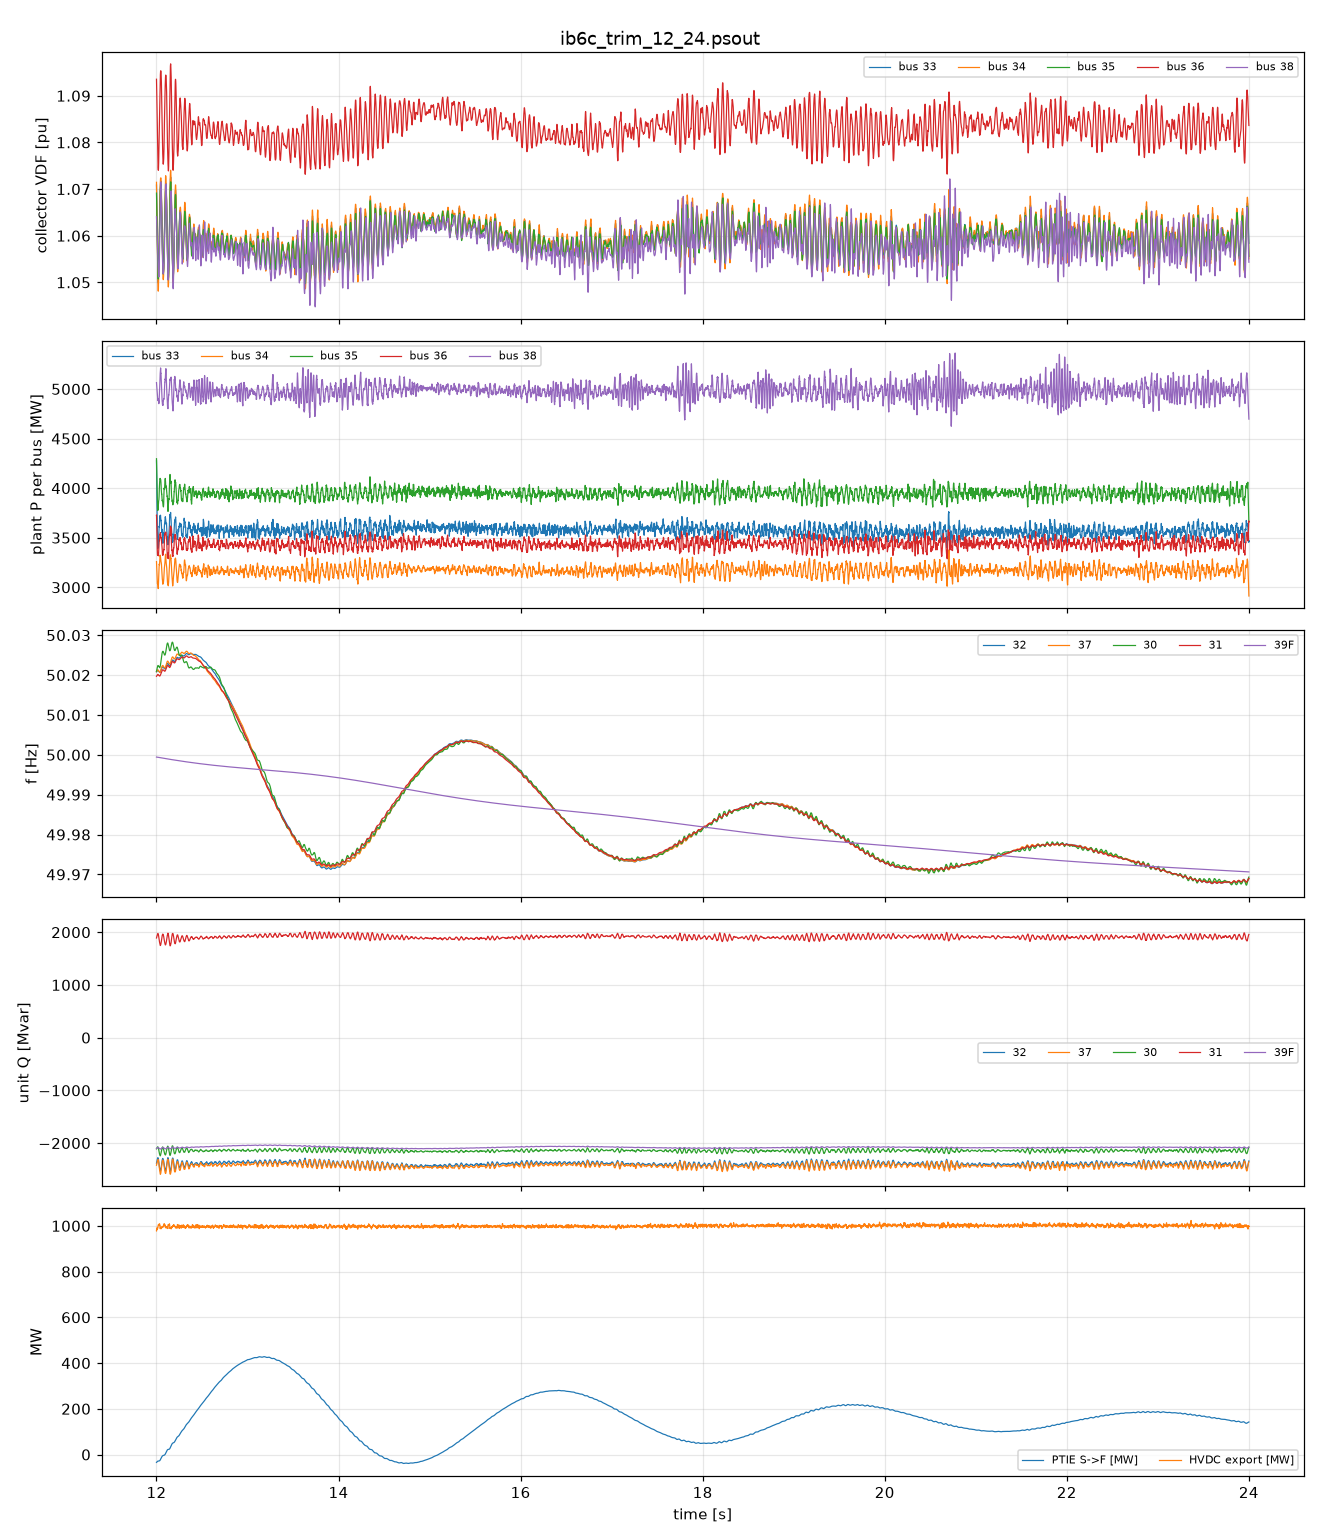 ib6c_trim_12_24.psout
collector VDF [pu]
1.09
1.08
1.07
1.06
1.05
bus 33 bus 34 bus 35 bus 36 bus 38
plant P per bus [MW]
5000
4500
4000
3500
3000
bus 33 bus 34 bus 35 bus 36 bus 38
f [Hz]
50.03
50.02
50.01
50.00
49.99
49.98
49.97
32 37 30 31 39F
unit Q [Mvar]
2000
1000
0
−1000
−2000
32 37 30 31 39F
MW
1000
800
600
400
200
0
PTIE S->F [MW] HVDC export [MW]
12 14 16 18 20 22 24
time [s]